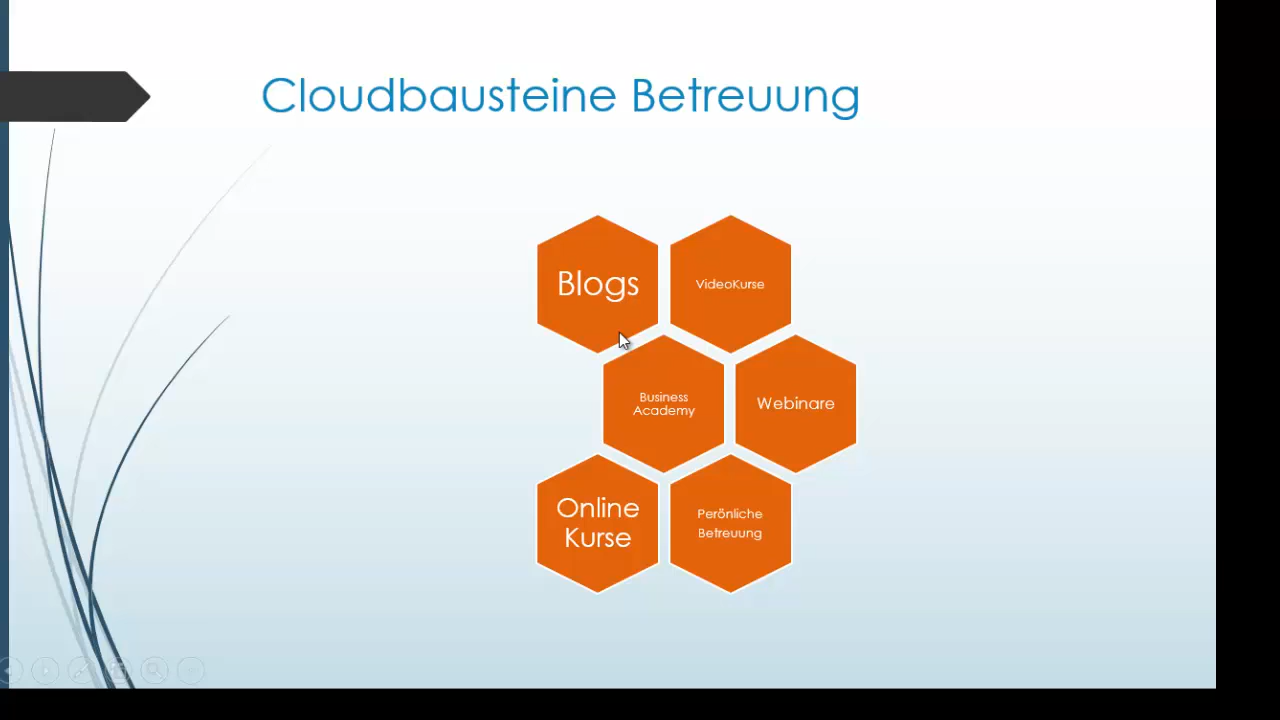 Cloudbausteine Betreuung
Blogs
VideoKurse
Business
Academy
Webinare
Online
Kurse
Perönliche
Betreuung